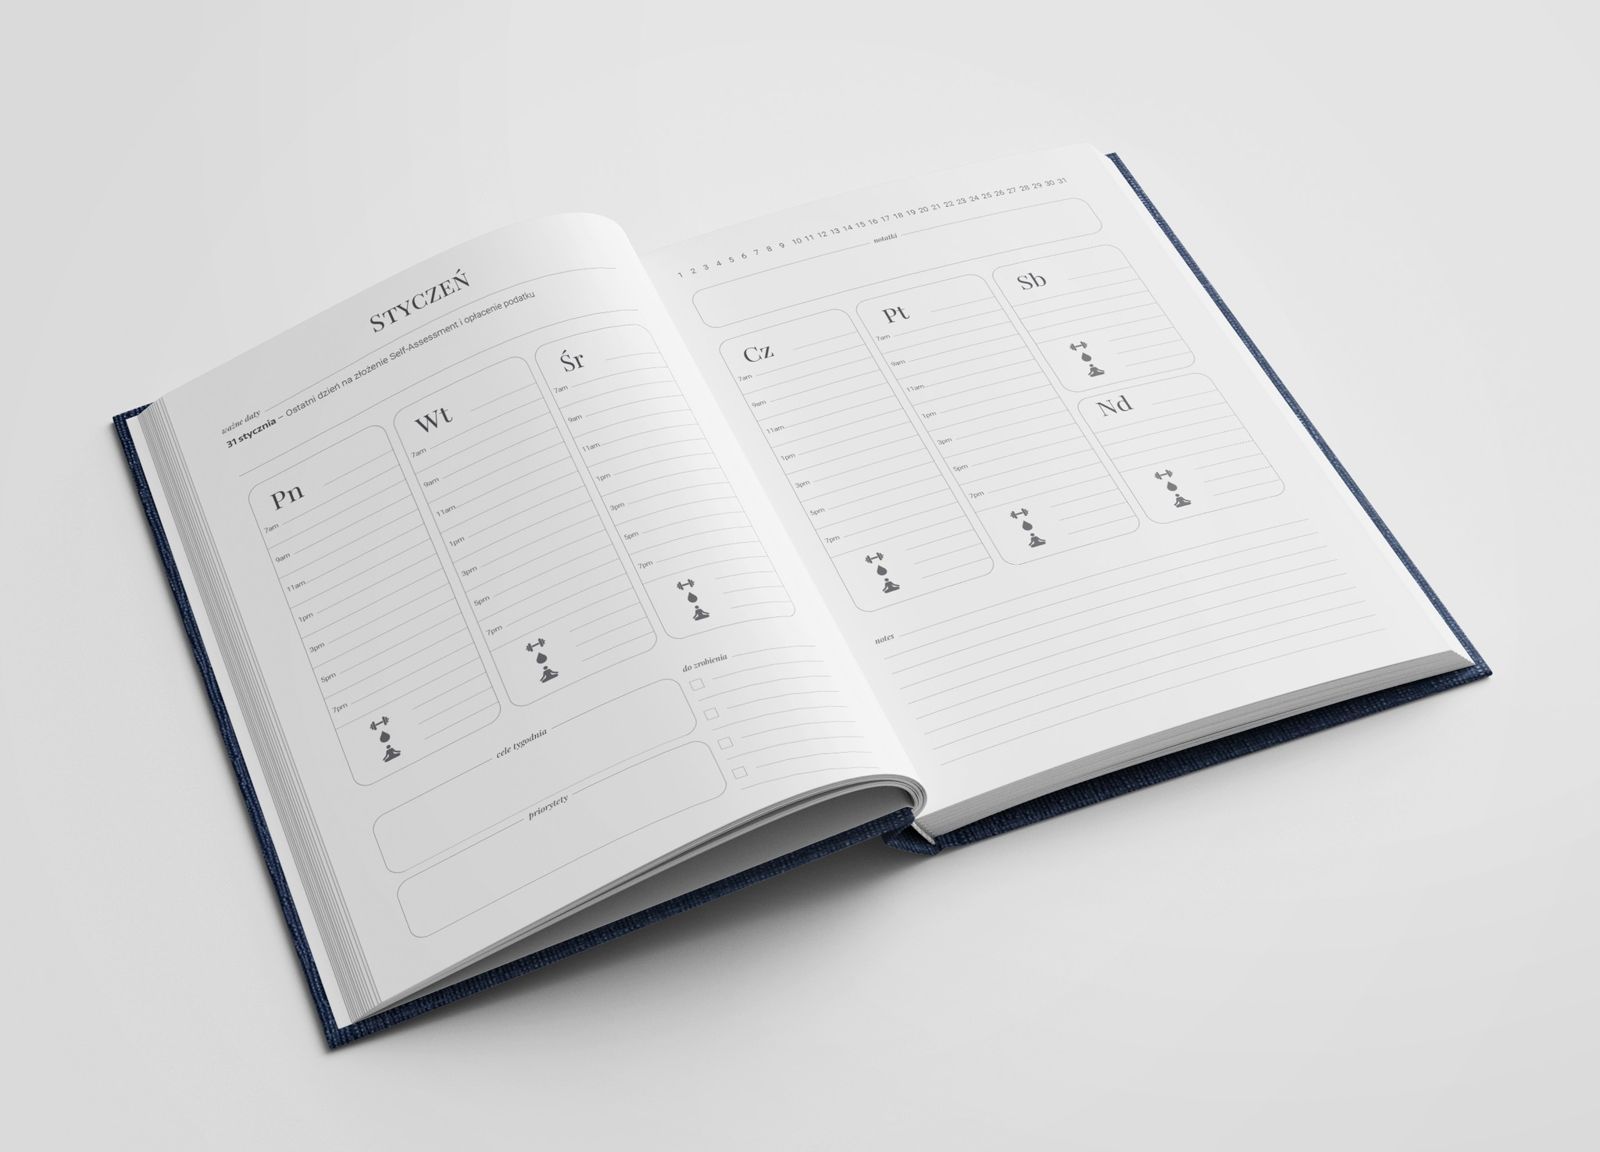 STYCZEŃ
ważne daty
31 stycznia – Ostatni dzień na złożenie Self-Assessment i opłacenie podatku
Pn
7am
9am
11am
1pm
3pm
5pm
7pm
Wt
7am
9am
11am
1pm
3pm
5pm
7pm
Śr
7am
9am
11am
1pm
3pm
5pm
7pm
cele tygodnia
priorytety
do zrobienia
1 2 3 4 5 6 7 8 9 10 11 12 13 14 15 16 17 18 19 20 21 22 23 24 25 26 27 28 29 30 31
notatki
Cz
7am
9am
11am
1pm
3pm
5pm
7pm
Pt
7am
9am
11am
1pm
3pm
5pm
7pm
Sb
Nd
notes